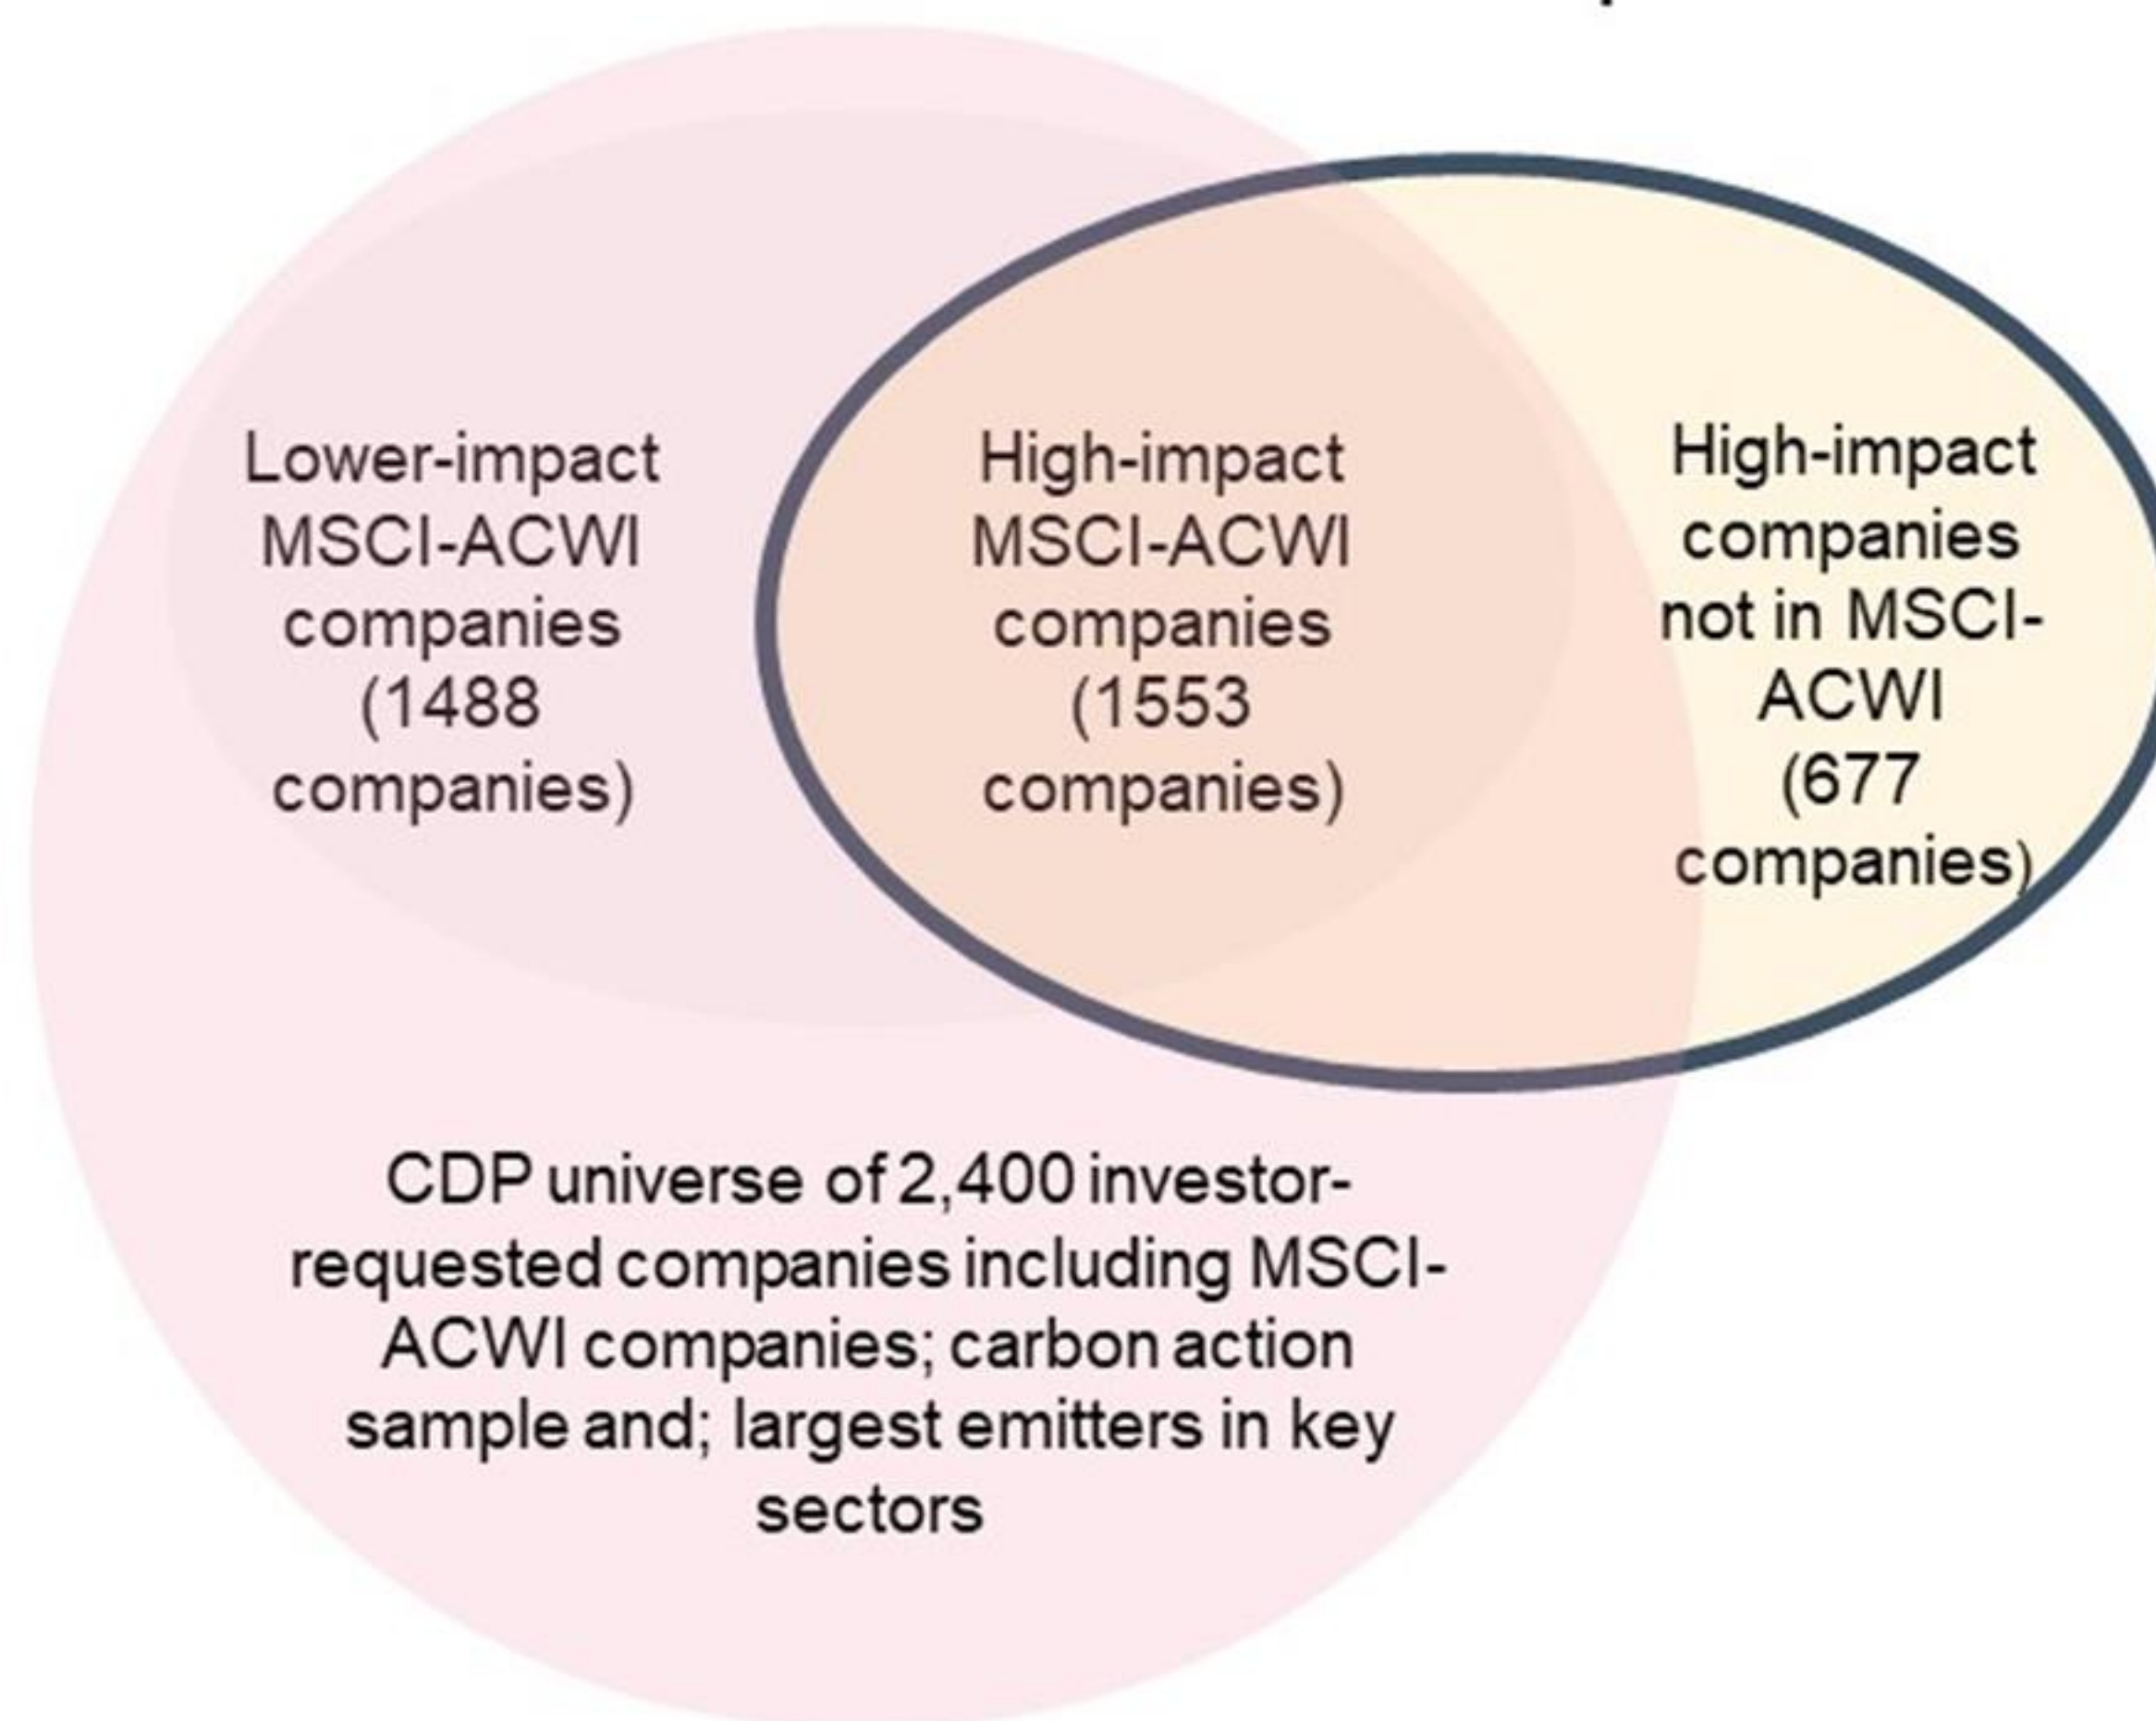 Lower-impact
MSCI-ACWI
companies
(1488
companies)
High-impact
MSCI-ACWI
companies
(1553
companies)
High-impact
companies
not in MSCI-
ACWI
(677
companies)
CDP universe of 2,400 investor-
requested companies including MSCI-
ACWI companies; carbon action
sample and; largest emitters in key
sectors